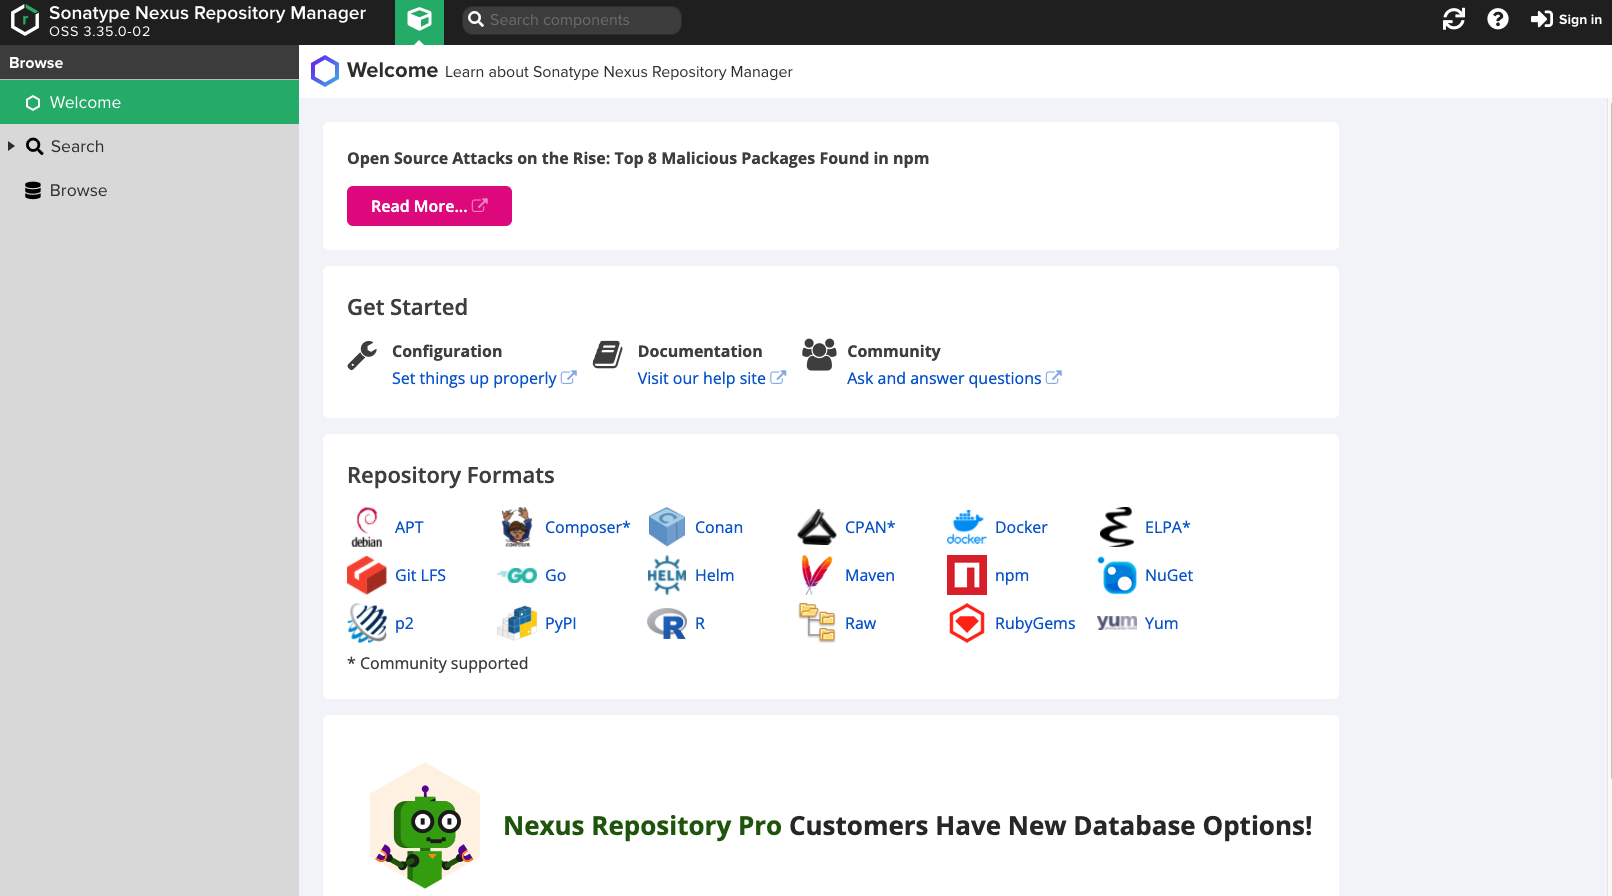 Sonatype Nexus Repository Manager
OSS 3.35.0-02
Search components
Sign in
Browse
Welcome
Search
Browse
Welcome Learn about Sonatype Nexus Repository Manager
Open Source Attacks on the Rise: Top 8 Malicious Packages Found in npm
Read More...
Get Started
Configuration
Set things up properly
Documentation
Visit our help site
Community
Ask and answer questions
Repository Formats
debian APT
Composer*
Conan
CPAN*
docker Docker
ELPA*
Git LFS
GO Go
HELM Helm
Maven
npm
NuGet
p2
PyPI
R R
Raw
RubyGems
yum Yum
* Community supported
Nexus Repository Pro Customers Have New Database Options!